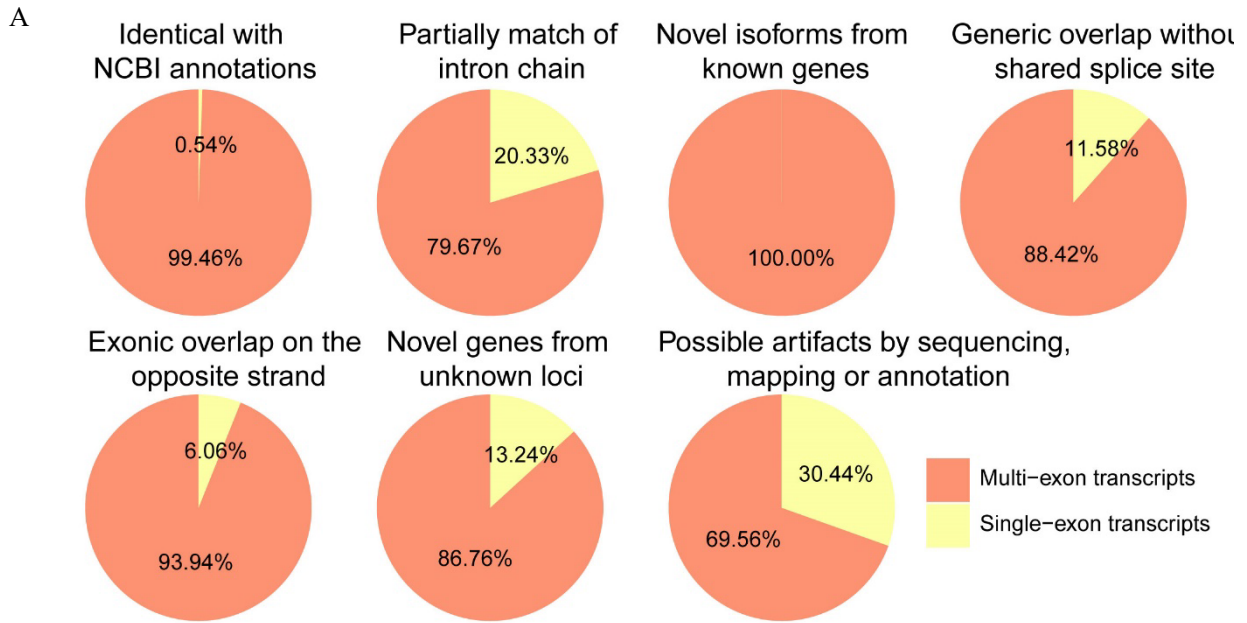 A
Identical with
NCBI annotations
0.54%
99.46%
Partially match of
intron chain
20.33%
79.67%
Novel isoforms from
known genes
100.00%
Generic overlap withou
shared splice site
11.58%
88.42%
Exonic overlap on the
opposite strand
6.06%
93.94%
Novel genes from
unknown loci
13.24%
86.76%
Possible artifacts by sequencing,
mapping or annotation
30.44%
69.56%
Multi−exon transcripts
Single−exon transcripts